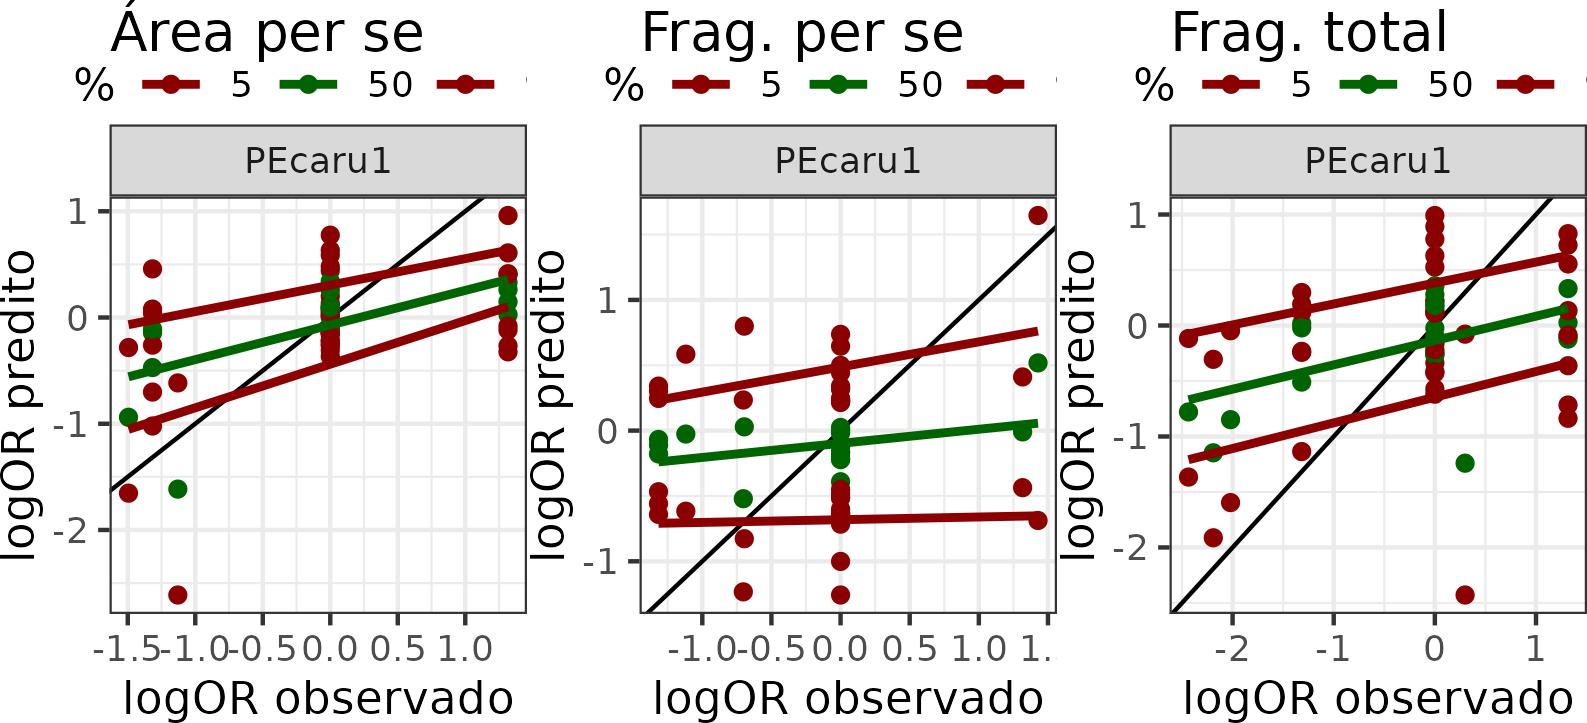 Área per se
% 5 50
PEcaru1
1
0
-1
-2
-1.5 -1.0 -0.5 0.0 0.5 1.0
logOR observado
logOR predito
Frag. per se
% 5 50
PEcaru1
1
0
-1
-1.0 -0.5 0.0 0.5 1.0 1.
logOR observado
logOR predito
Frag. total
% 5 50
PEcaru1
1
0
-1
-2
-2 -1 0 1
logOR observado
logOR predito